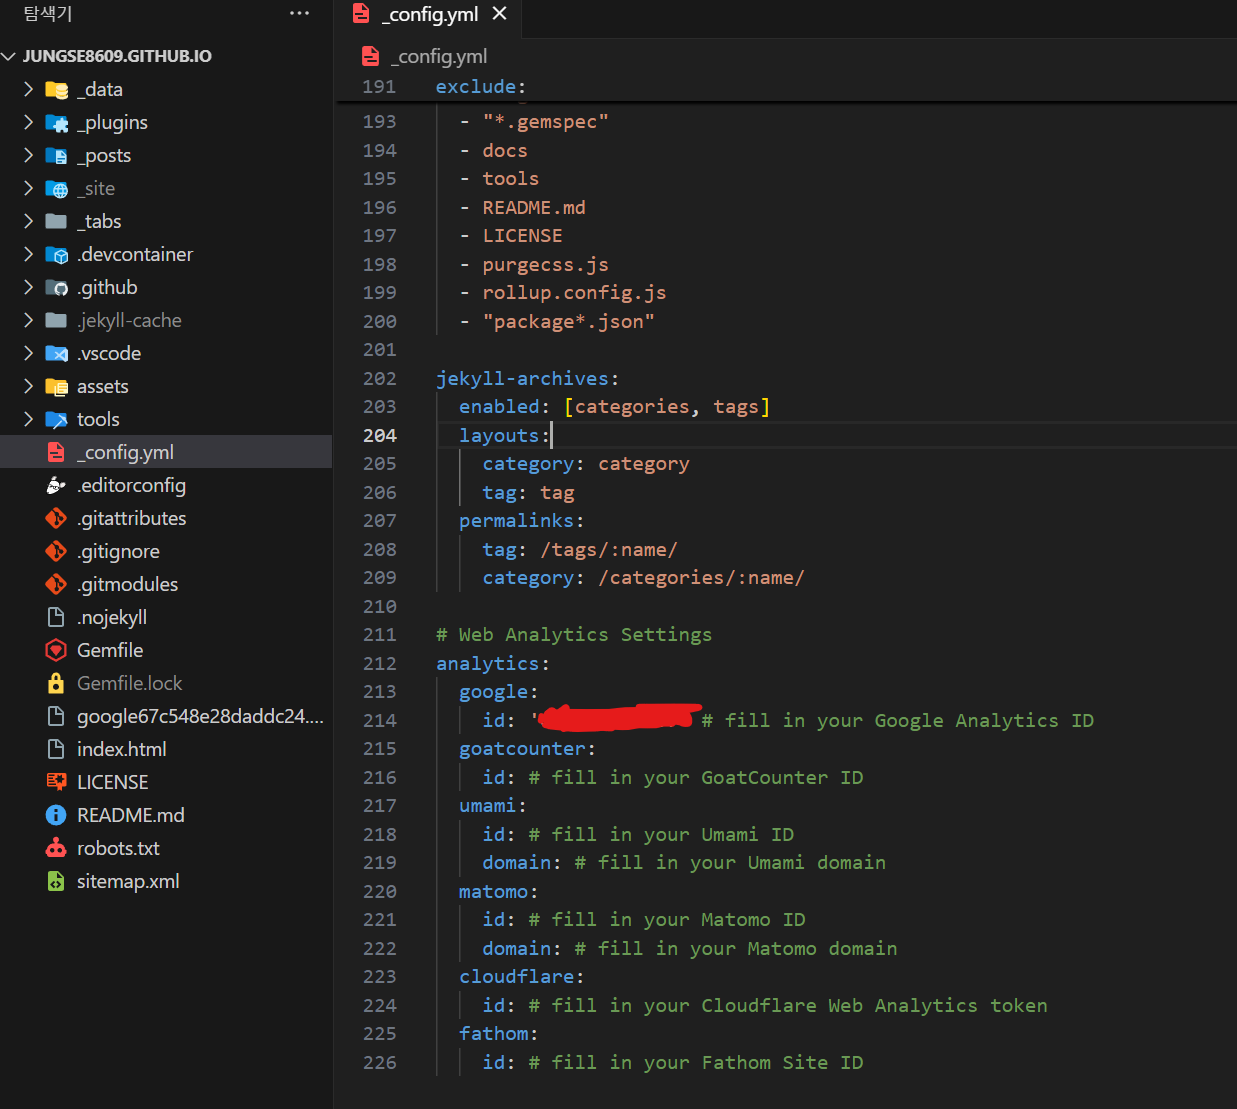 탐색기 ···
JUNGSE8609.GITHUB.IO
_data
_plugins
_posts
_site
_tabs
.devcontainer
.github
.jekyll-cache
.vscode
assets
tools
_config.yml
.editorconfig
.gitattributes
.gitignore
.gitmodules
.nojekyll
Gemfile
Gemfile.lock
google67c548e28daddc24....
index.html
LICENSE
README.md
robots.txt
sitemap.xml
_config.yml
_config.yml
191 exclude:
193 - "*.gemspec"
194 - docs
195 - tools
196 - README.md
197 - LICENSE
198 - purgecss.js
199 - rollup.config.js
200 - "package*.json"
201
202 jekyll-archives:
203 enabled: [categories, tags]
204 layouts:
205 category: category
206 tag: tag
207 permalinks:
208 tag: /tags/:name/
209 category: /categories/:name/
210
211 # Web Analytics Settings
212 analytics:
213 google:
214 id: ' # fill in your Google Analytics ID
215 goatcounter:
216 id: # fill in your GoatCounter ID
217 umami:
218 id: # fill in your Umami ID
219 domain: # fill in your Umami domain
220 matomo:
221 id: # fill in your Matomo ID
222 domain: # fill in your Matomo domain
223 cloudflare:
224 id: # fill in your Cloudflare Web Analytics token
225 fathom:
226 id: # fill in your Fathom Site ID